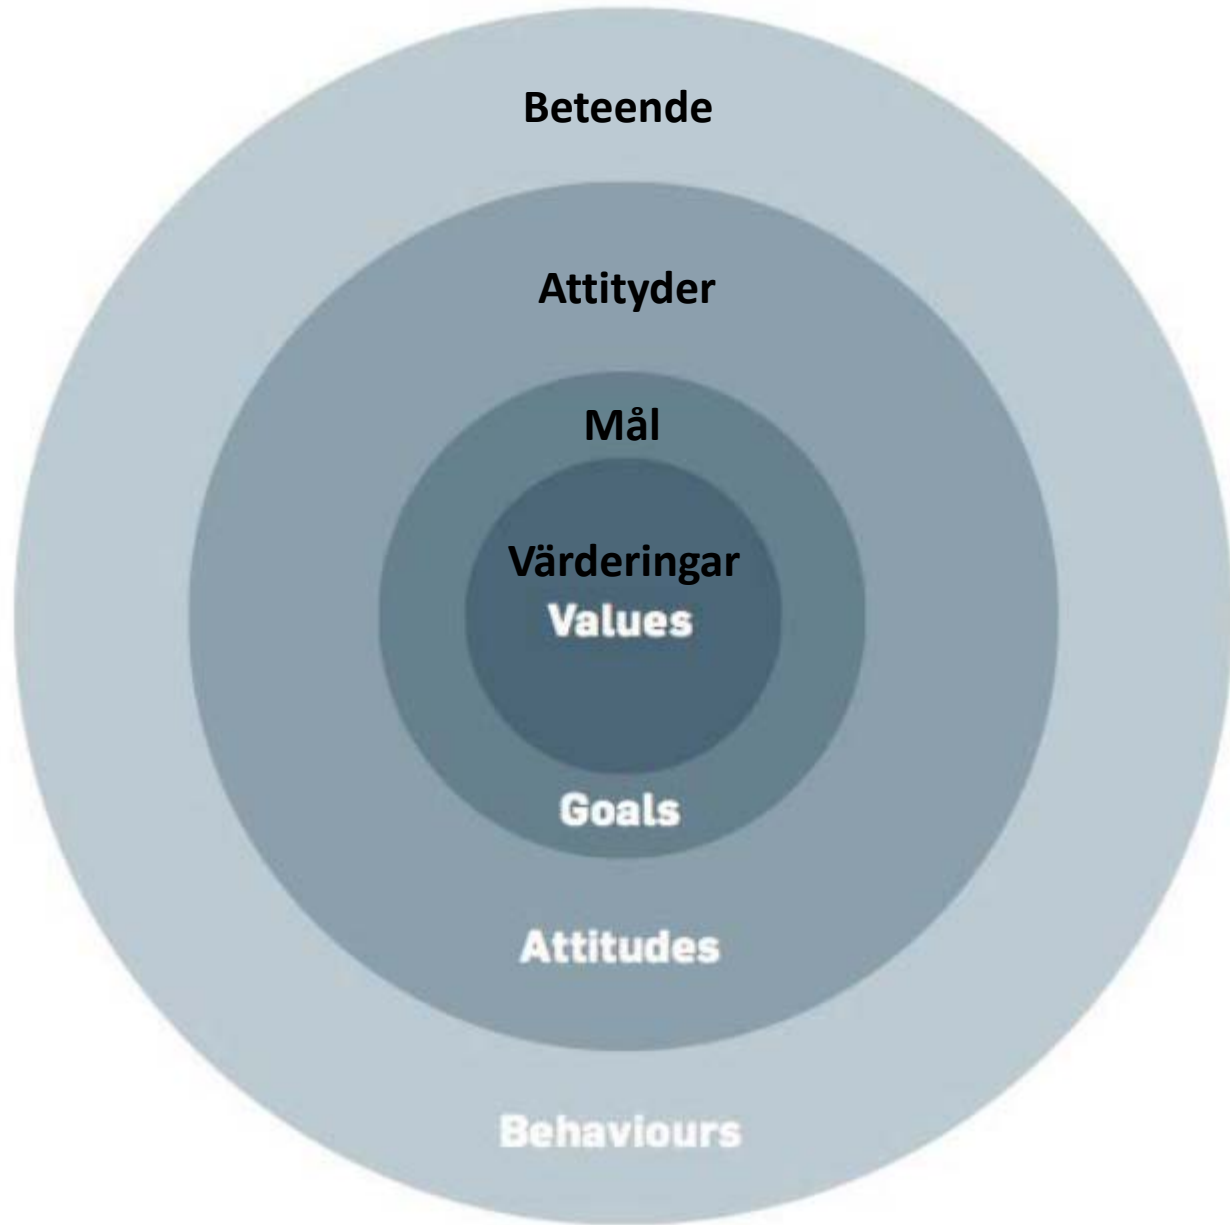 Beteende
Attityder
Mål
Värderingar
Values
Goals
Attitudes
Behaviours